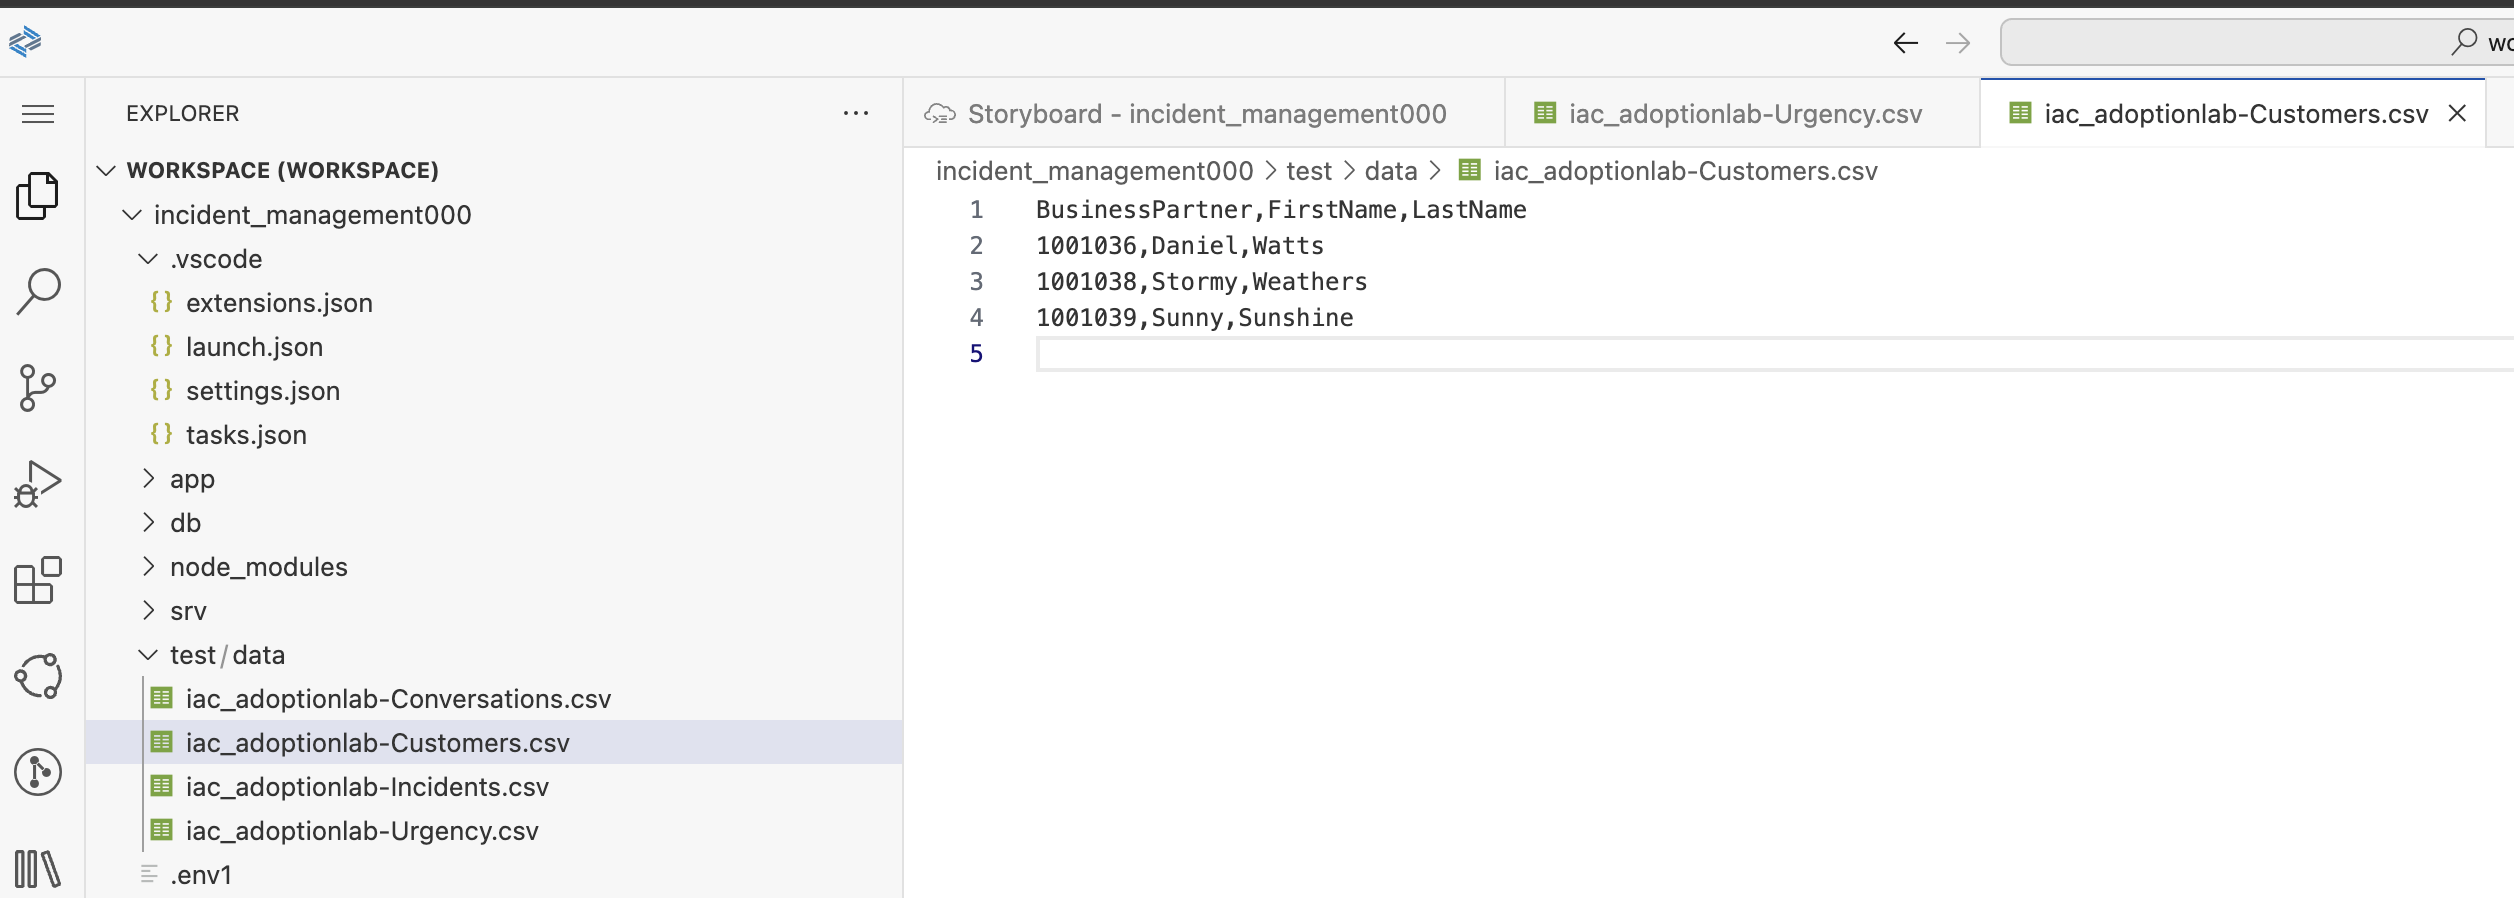 EXPLORER
WORKSPACE (WORKSPACE)
incident_management000
.vscode
{} extensions.json
{} launch.json
{} settings.json
{} tasks.json
app
db
node_modules
srv
test/data
iac_adoptionlab-Conversations.csv
iac_adoptionlab-Customers.csv
iac_adoptionlab-Incidents.csv
iac_adoptionlab-Urgency.csv
.env1
Storyboard - incident_management000
iac_adoptionlab-Urgency.csv
iac_adoptionlab-Customers.csv
incident_management000 > test > data > iac_adoptionlab-Customers.csv
1 BusinessPartner,FirstName,LastName
2 1001036,Daniel,Watts
3 1001038,Stormy,Weathers
4 1001039,Sunny,Sunshine
5